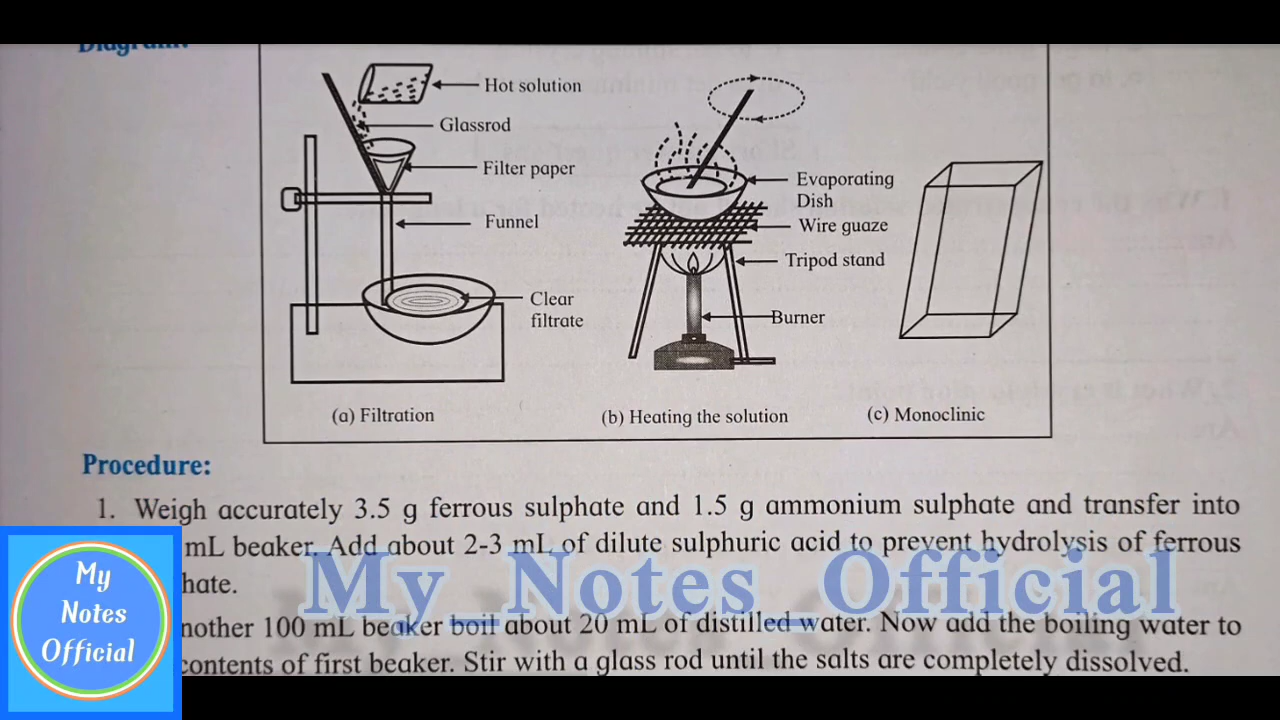 Diagram:
Hot solution
Glassrod
Filter paper
Funnel
Clear
filtrate
(a) Filtration
Evaporating
Dish
Wire guaze
Tripod stand
Burner
(b) Heating the solution
(c) Monoclinic
Procedure:
1. Weigh accurately 3.5 g ferrous sulphate and 1.5 g ammonium sulphate and transfer into
mL beaker. Add about 2-3 mL of dilute sulphuric acid to prevent hydrolysis of ferrous
hate.
nother 100 mL beaker boil about 20 mL of distilled water. Now add the boiling water to
contents of first beaker. Stir with a glass rod until the salts are completely dissolved.
My_Notes_Official
My
Notes
Official